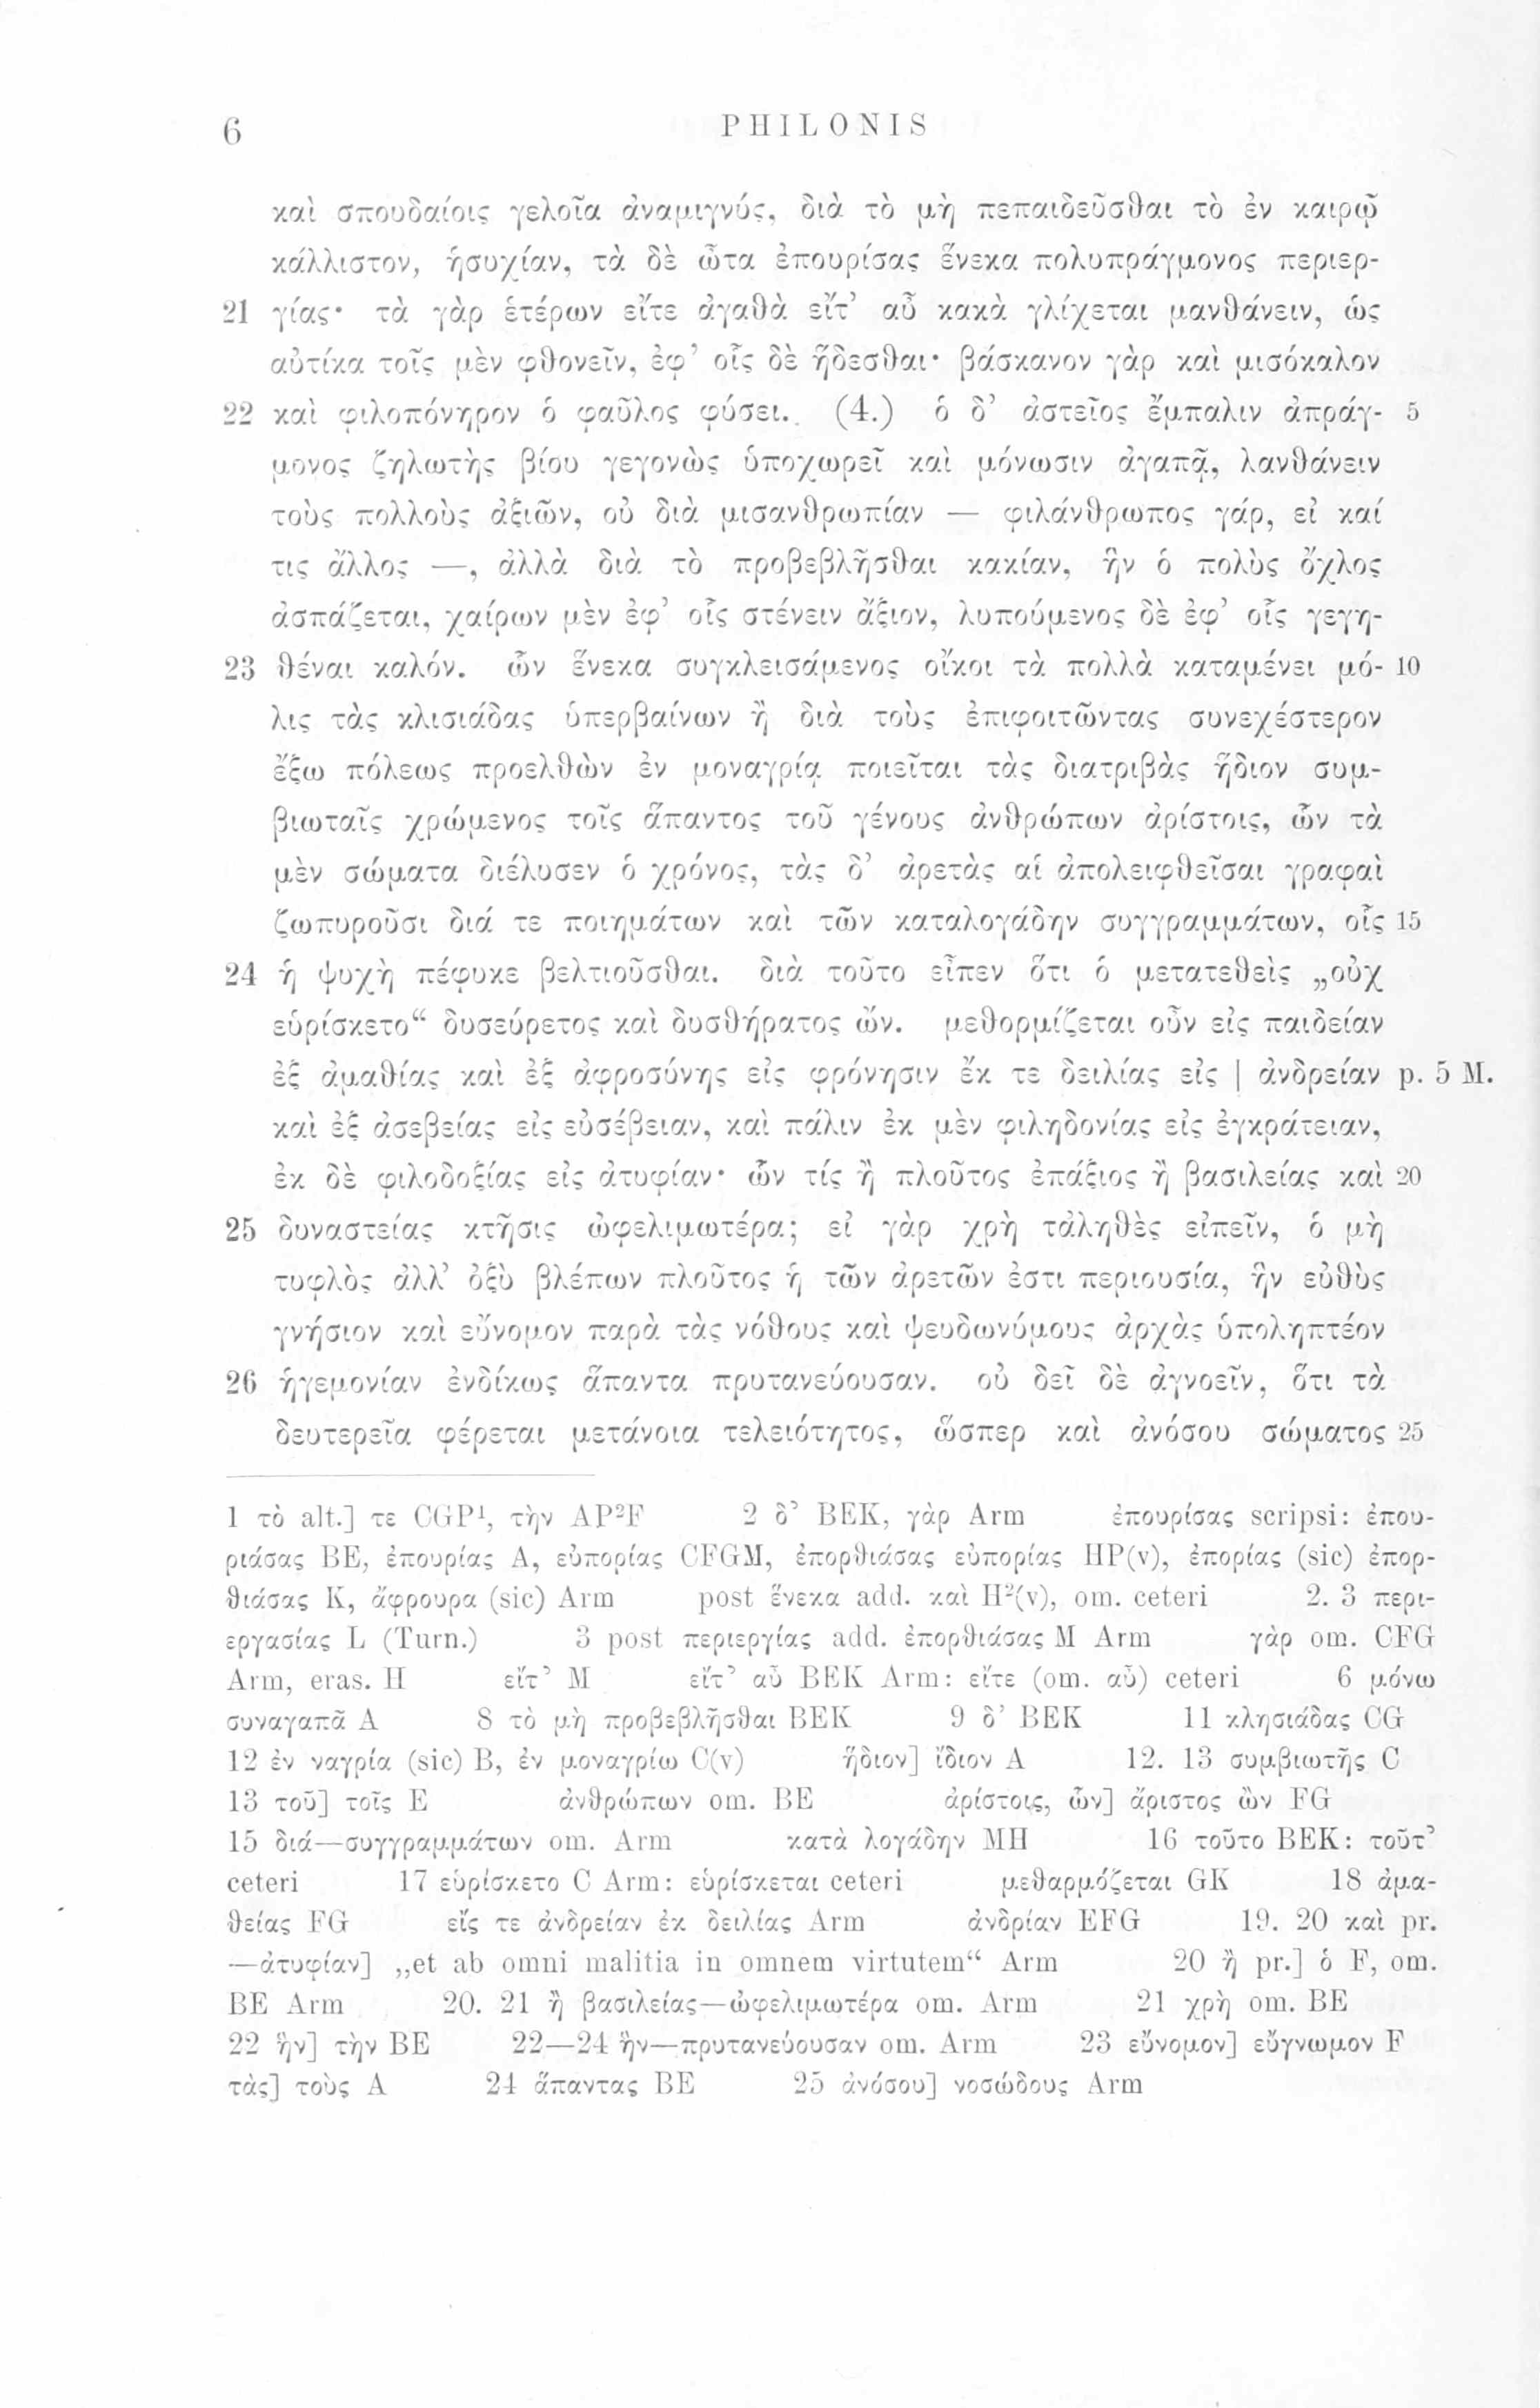 6 PHILONIS
καὶ σπουδαίοις γελοῖα ἀναμιγνύς, διὰ τὸ μὴ πεπαιδεῦσθαι τὸ ἐν καιρῷ
κάλλιστον, ἡσυχίαν, τὰ δὲ ὦτα ἐπουρίσας ἕνεκα πολυπράγμονος περιερ-
21 γίας· τὰ γὰρ ἑτέρων εἴτε ἀγαθὰ εἴτ’ αὖ κακὰ γλίχεται μανθάνειν, ὡς
αὐτίκα τοῖς μὲν φθονεῖν, ἐφ’ οἷς δὲ ἥδεσθαι· βάσκανον γὰρ καὶ μισόκαλον
22 καὶ φιλοπόνηρον ὁ φαῦλος φύσει. (4.) ὁ δ’ ἀστεῖος ἔμπαλιν ἀπράγ- 5
μονος ζηλωτὴς βίου γεγονὼς ὑποχωρεῖ καὶ μόνωσιν ἀγαπᾷ, λανθάνειν
τοὺς πολλοὺς ἀξιῶν, οὐ διὰ μισανθρωπίαν — φιλάνθρωπος γάρ, εἰ καί
τις ἄλλος —, ἀλλὰ διὰ τὸ προβεβλῆσθαι κακίαν, ἣν ὁ πολὺς ὄχλος
ἀσπάζεται, χαίρων μὲν ἐφ’ οἷς στένειν ἄξιον, λυπούμενος δὲ ἐφ’ οἷς γεγη-
23 θέναι καλόν. ὧν ἕνεκα συγκλεισάμενος οἴκοι τὰ πολλὰ καταμένει μό- 10
λις τὰς κλισιάδας ὑπερβαίνων ἢ διὰ τοὺς ἐπιφοιτῶντας συνεχέστερον
ἔξω πόλεως προελθὼν ἐν μοναγρίᾳ ποιεῖται τὰς διατριβὰς ἥδιον συμ-
βιωταῖς χρώμενος τοῖς ἅπαντος τοῦ γένους ἀνθρώπων ἀρίστοις, ὧν τὰ
μὲν σώματα διέλυσεν ὁ χρόνος, τὰς δ’ ἀρετὰς αἱ ἀπολειφθεῖσαι γραφαὶ
ζωπυροῦσι διά τε ποιημάτων καὶ τῶν καταλογάδην συγγραμμάτων, οἷς 15
24 ἡ ψυχὴ πέφυκε βελτιοῦσθαι. διὰ τοῦτο εἶπεν ὅτι ὁ μετατεθεὶς „οὐχ
εὑρίσκετο“ δυσεύρετος καὶ δυσθήρατος ὤν. μεθορμίζεται οὖν εἰς παιδείαν
ἐξ ἀμαθίας καὶ ἐξ ἀφροσύνης εἰς φρόνησιν ἔκ τε δειλίας εἰς | ἀνδρείαν p. 5 M.
καὶ ἐξ ἀσεβείας εἰς εὐσέβειαν, καὶ πάλιν ἐκ μὲν φιληδονίας εἰς ἐγκράτειαν,
ἐκ δὲ φιλοδοξίας εἰς ἀτυφίαν· ὧν τίς ἢ πλοῦτος ἐπάξιος ἢ βασιλείας καὶ 20
25 δυναστείας κτῆσις ὠφελιμωτέρα; εἰ γὰρ χρὴ τἀληθὲς εἰπεῖν, ὁ μὴ
τυφλὸς ἀλλ’ ὀξὺ βλέπων πλοῦτος ἡ τῶν ἀρετῶν ἐστι περιουσία, ἣν εὐθὺς
γνήσιον καὶ εὔνομον παρὰ τὰς νόθους καὶ ψευδωνύμους ἀρχὰς ὑποληπτέον
26 ἡγεμονίαν ἐνδίκως ἅπαντα πρυτανεύουσαν. οὐ δεῖ δὲ ἀγνοεῖν, ὅτι τὰ
δευτερεῖα φέρεται μετάνοια τελειότητος, ὥσπερ καὶ ἀνόσου σώματος 25
1 τὸ alt.] τε CGP¹, τὴν AP²F 2 δ’ BEK, γὰρ Arm ἐπουρίσας scripsi: ἐπου-
ριάσας BE, ἐπουρίας A, εὐπορίας CFGM, ἐπορθιάσας εὐπορίας HP(v), ἐπορίας (sic) ἐπορ-
θιάσας K, ἄφρουρα (sic) Arm post ἕνεκα add. καὶ H²(v), om. ceteri 2. 3 περι-
εργασίας L (Turn.) 3 post περιεργίας add. ἐπορθιάσας M Arm γὰρ om. CFG
Arm, eras. H εἴτ’ M εἴτ’ αὖ BEK Arm: εἴτε (om. αὖ) ceteri 6 μόνω
συναγαπᾶ A 8 τὸ μὴ προβεβλῆσθαι BEK 9 δ’ BEK 11 κλησιάδας CG
12 ἐν ναγρία (sic) B, ἐν μοναγρίω C(v) ἥδιον] ἴδιον A 12. 13 συμβιωτῆς C
13 τοῦ] τοῖς E ἀνθρώπων om. BE ἀρίστοις, ὧν] ἄριστος ὢν FG
15 διά—συγγραμμάτων om. Arm κατὰ λογάδην MH 16 τοῦτο BEK: τοῦτ’
ceteri 17 εὑρίσκετο C Arm: εὑρίσκεται ceteri μεθαρμόζεται GK 18 ἀμα-
θείας FG εἴς τε ἀνδρείαν ἐκ δειλίας Arm ἀνδρίαν EFG 19. 20 καὶ pr.
—ἀτυφίαν] „et ab omni malitia in omnem virtutem“ Arm 20 ἢ pr.] ὁ F, om.
BE Arm 20. 21 ἢ βασιλείας—ὠφελιμωτέρα om. Arm 21 χρὴ om. BE
22 ἣν] τὴν BE 22—24 ἣν—πρυτανεύουσαν om. Arm 23 εὔνομον] εὔγνωμον F
τὰς] τοὺς A 24 ἅπαντας BE 25 ἀνόσου] νοσώδους Arm